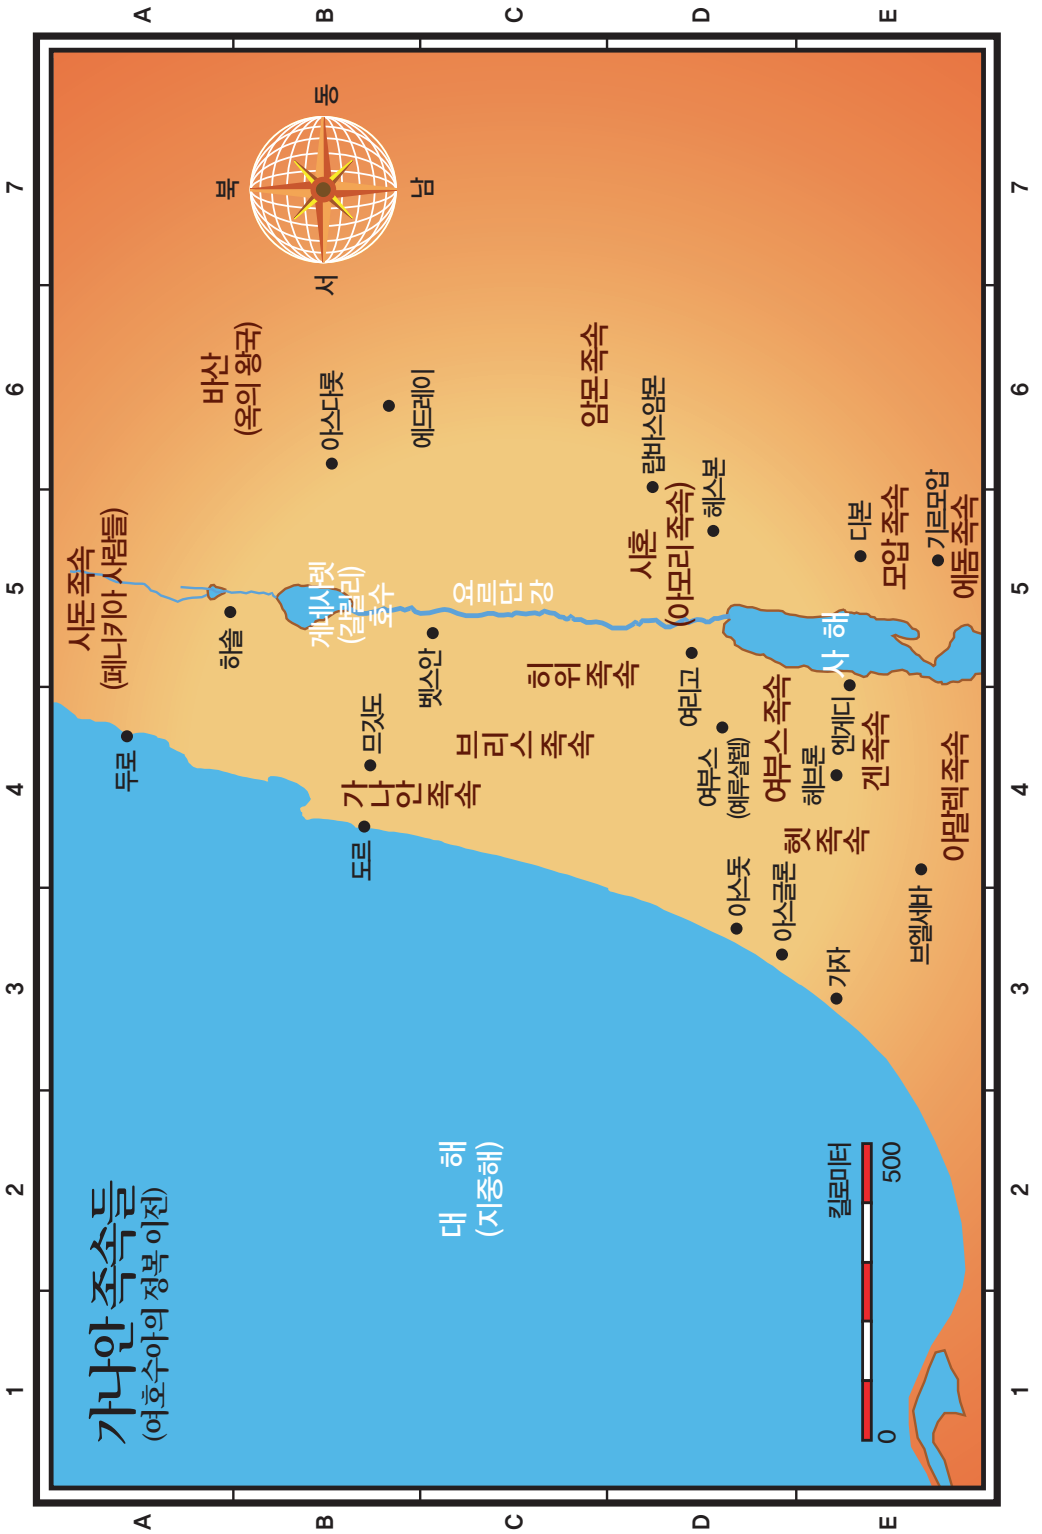 가나안 족속들
(여호수아의 정복 이전)
1 2 3 4 5 6 7
A
B
C
D
E
A
B
C
D
E
1 2 3 4 5 6 7
북
서
동
남
시돈 족속
(페니키아 사람들)
두로
하솔
바산
(옥의 왕국)
아스다롯
에드레이
게네사렛
(갈릴리)
호수
므깃도
도르
가나안 족속
벳스안
요르단 강
브리스 족속
히위 족속
암몬 족속
랍바스암몬
시혼
(아모리 족속)
헤스본
여리고
여부스
(예루살렘)
여부스 족속
아스돗
아스글론
헷 족속
헤브론
엔게디
사 해
가자
겐 족속
디본
모압 족속
기르모압
에돔 족속
브엘세바
아말렉 족속
대 해
(지중해)
킬로미터
0 500